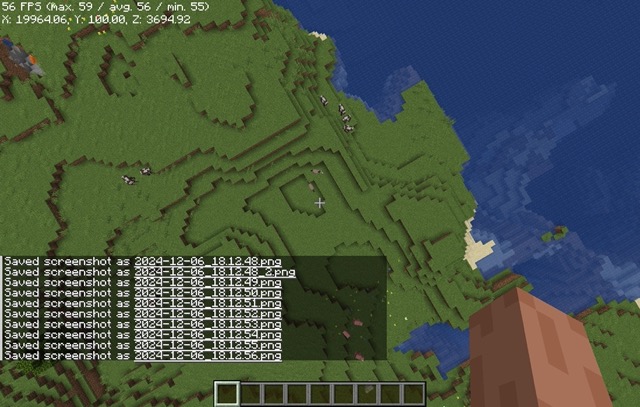 56 FPS (Max. 59 / avg. 56 / min. 55)
X: 19964.06, Y: 100.00, Z: 3694.92
Saved screenshot as 2024-12-06_18.12.48.png
Saved screenshot as 2024-12-06_18.12.48_2.png
Saved screenshot as 2024-12-06_18.12.49.png
Saved screenshot as 2024-12-06_18.12.50.png
Saved screenshot as 2024-12-06_18.12.51.png
Saved screenshot as 2024-12-06_18.12.52.png
Saved screenshot as 2024-12-06_18.12.53.png
Saved screenshot as 2024-12-06_18.12.54.png
Saved screenshot as 2024-12-06_18.12.55.png
Saved screenshot as 2024-12-06_18.12.56.png